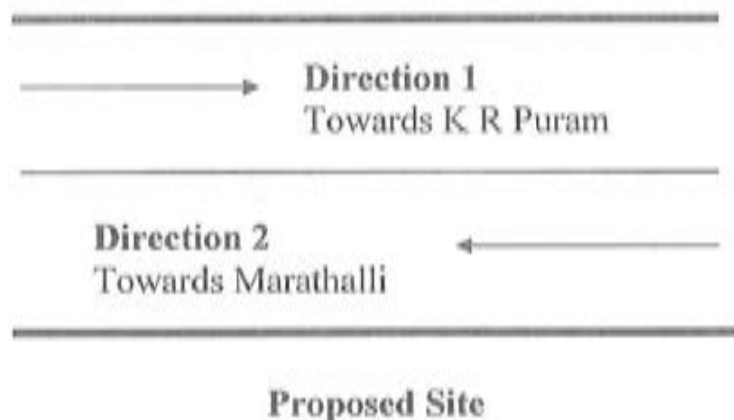 Direction 1
Towards K R Puram
Direction 2
Towards Marathalli
Proposed Site